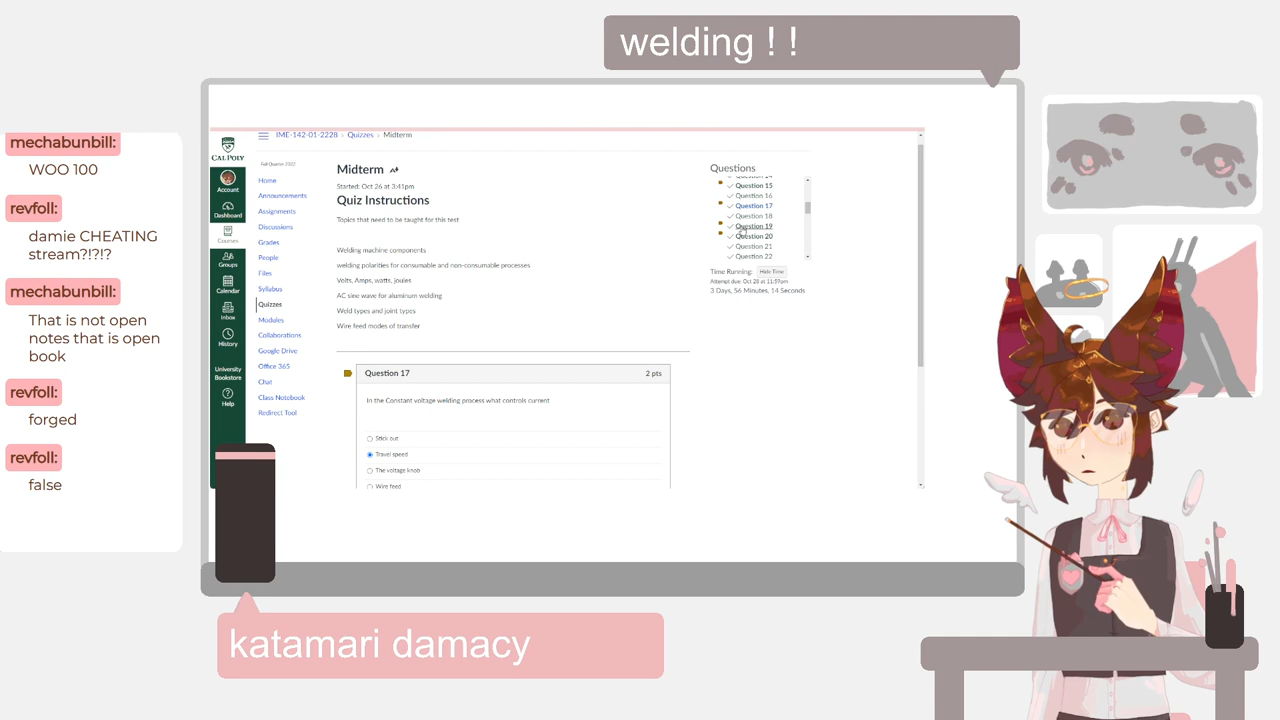 welding ! !
mechabunbill:
WOO 100
revfoll:
darue CHEATING
stream?!?!?
mechabunbill:
That is not open
notes that is open
book
revfoll:
forged
revfoll:
false
CAL POLY
Account
Dashboard
Courses
Groups
Calendar
Inbox
History
University
Bookstore
Help
IME-142-01-2228 › Quizzes › Midterm
Fall Quarter 2022
Home
Announcements
Assignments
Discussions
Grades
People
Files
Syllabus
Quizzes
Modules
Collaborations
Google Drive
Office 365
Chat
Class Notebook
Redirect Tool
Midterm
Started: Oct 26 at 3:41pm
Quiz Instructions
Topics that need to be taught for this test
Welding machine components
welding polarities for consumable and non-consumable processes
Volts, Amps, watts, joules
AC sine wave for aluminum welding
Weld types and joint types
Wire feed modes of transfer
Question 17
2 pts
In the Constant voltage welding process what controls current
Stick out
Travel speed
The voltage knob
Wire feed
Questions
Question 14
Question 15
Question 16
Question 17
Question 18
Question 19
Question 20
Question 21
Question 22
Time Running: Hide Time
Attempt due: Oct 28 at 11:59pm
3 Days, 56 Minutes, 14 Seconds
katamari damacy